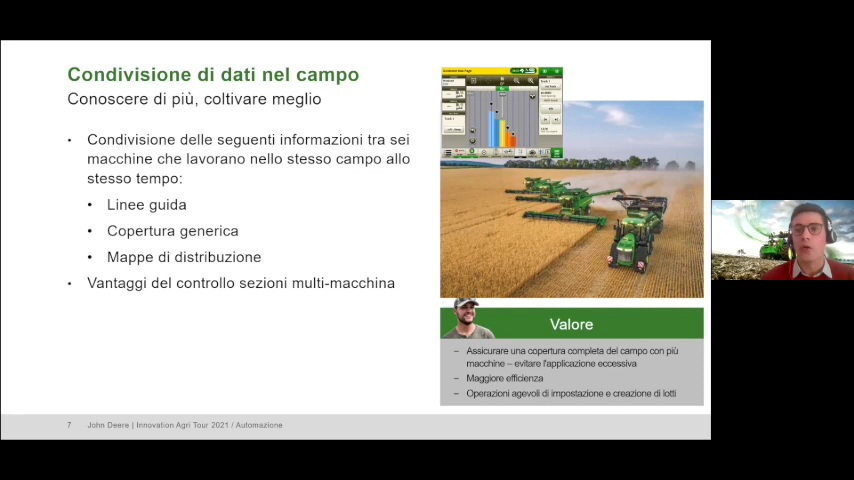 Condivisione di dati nel campo
Conoscere di più, coltivare meglio
• Condivisione delle seguenti informazioni tra sei
macchine che lavorano nello stesso campo allo
stesso tempo:
• Linee guida
• Copertura generica
• Mappe di distribuzione
• Vantaggi del controllo sezioni multi-macchina
Valore
– Assicurare una copertura completa del campo con più
macchine – evitare l'applicazione eccessiva
– Maggiore efficienza
– Operazioni agevoli di impostazione e creazione di lotti
7 John Deere | Innovation Agri Tour 2021 / Automazione